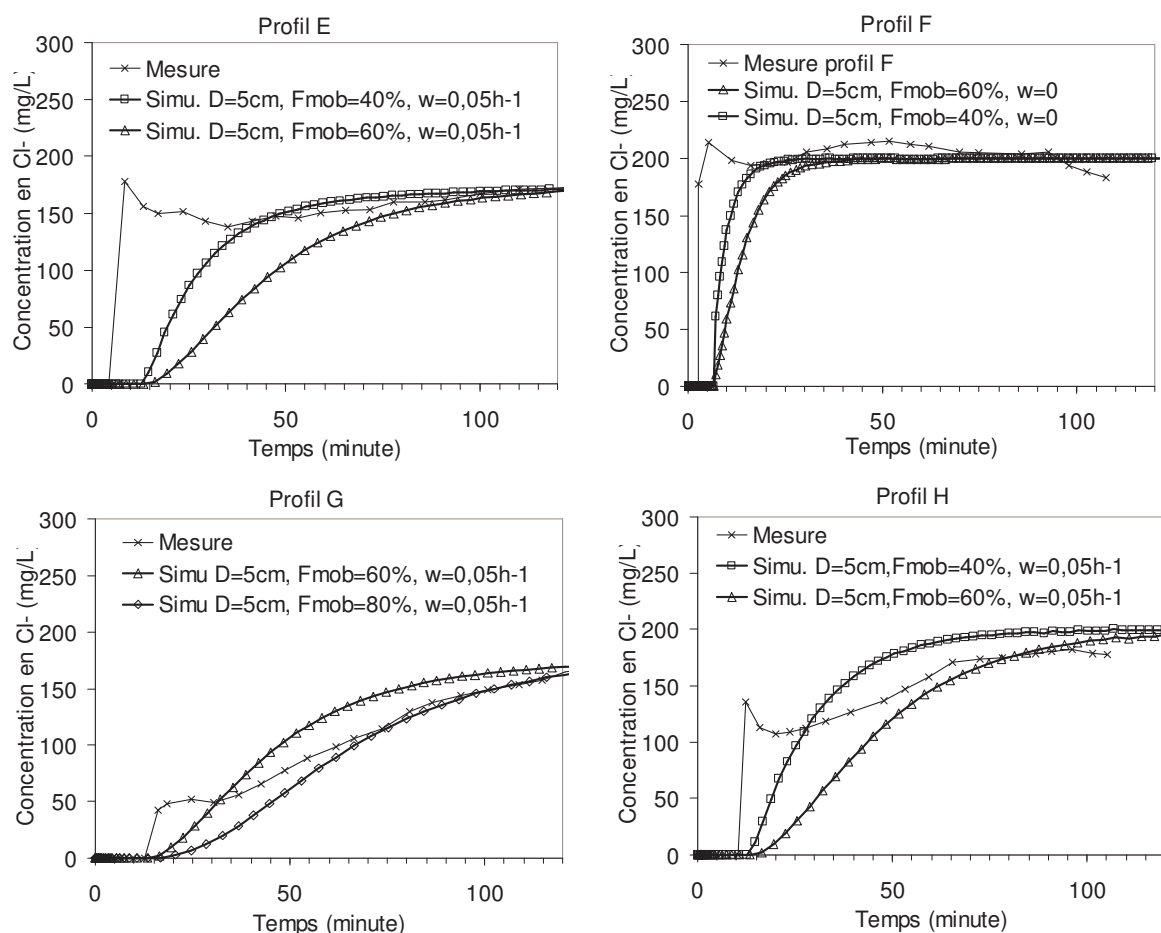 Profil E
Concentration en Cl- (mg/L)
300
250
200
150
100
50
0
Mesure
Simu. D=5cm, Fmob=40%, w=0,05h-1
Simu. D=5cm, Fmob=60%, w=0,05h-1
0
50
100
Temps (minute)
Profil F
Concentration en Cl- (mg/L)
300
250
200
150
100
50
0
Mesure profil F
Simu. D=5cm, Fmob=60%, w=0
Simu. D=5cm, Fmob=40%, w=0
0
50
100
Temps (minute)
Profil G
Concentration en Cl- (mg/L)
300
250
200
150
100
50
0
Mesure
Simu D=5cm, Fmob=60%, w=0,05h-1
Simu D=5cm, Fmob=80%, w=0,05h-1
0
50
100
Temps (minute)
Profil H
Concentration en Cl- (mg/L)
300
250
200
150
100
50
0
Mesure
Simu. D=5cm,Fmob=40%, w=0,05h-1
Simu. D=5cm,Fmob=60%, w=0,05h-1
0
50
100
Temps (minute)